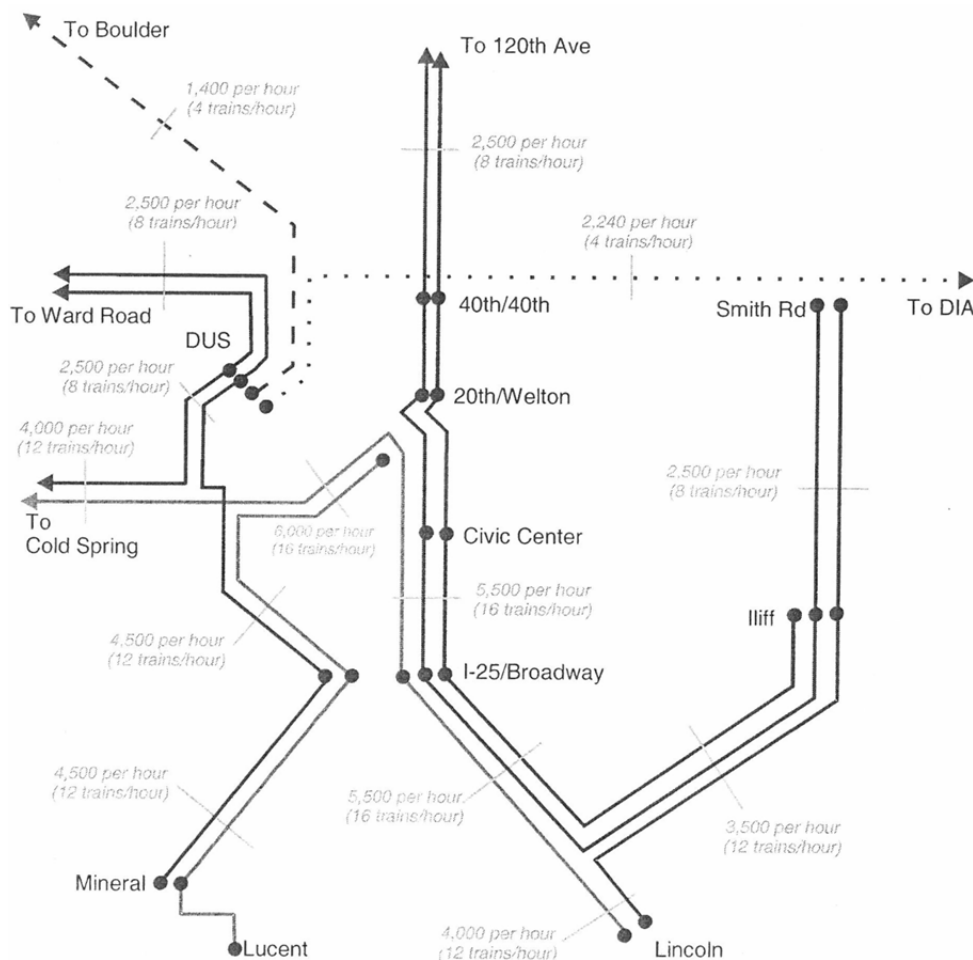 To Boulder
To 120th Ave
1,400 per hour
(4 trains/hour)
2,500 per hour
(8 trains/hour)
2,500 per hour
(8 trains/hour)
2,240 per hour
(4 trains/hour)
To Ward Road
40th/40th
Smith Rd
To DIA
DUS
2,500 per hour
(8 trains/hour)
20th/Welton
4,000 per hour
(12 trains/hour)
2,500 per hour
(8 trains/hour)
To
Cold Spring
6,000 per hour
(16 trains/hour)
Civic Center
5,500 per hour
(16 trains/hour)
Iliff
4,500 per hour
(12 trains/hour)
I-25/Broadway
4,500 per hour
(12 trains/hour)
5,500 per hour
(16 trains/hour)
3,500 per hour
(12 trains/hour)
Mineral
4,000 per hour
(12 trains/hour)
Lucent
Lincoln